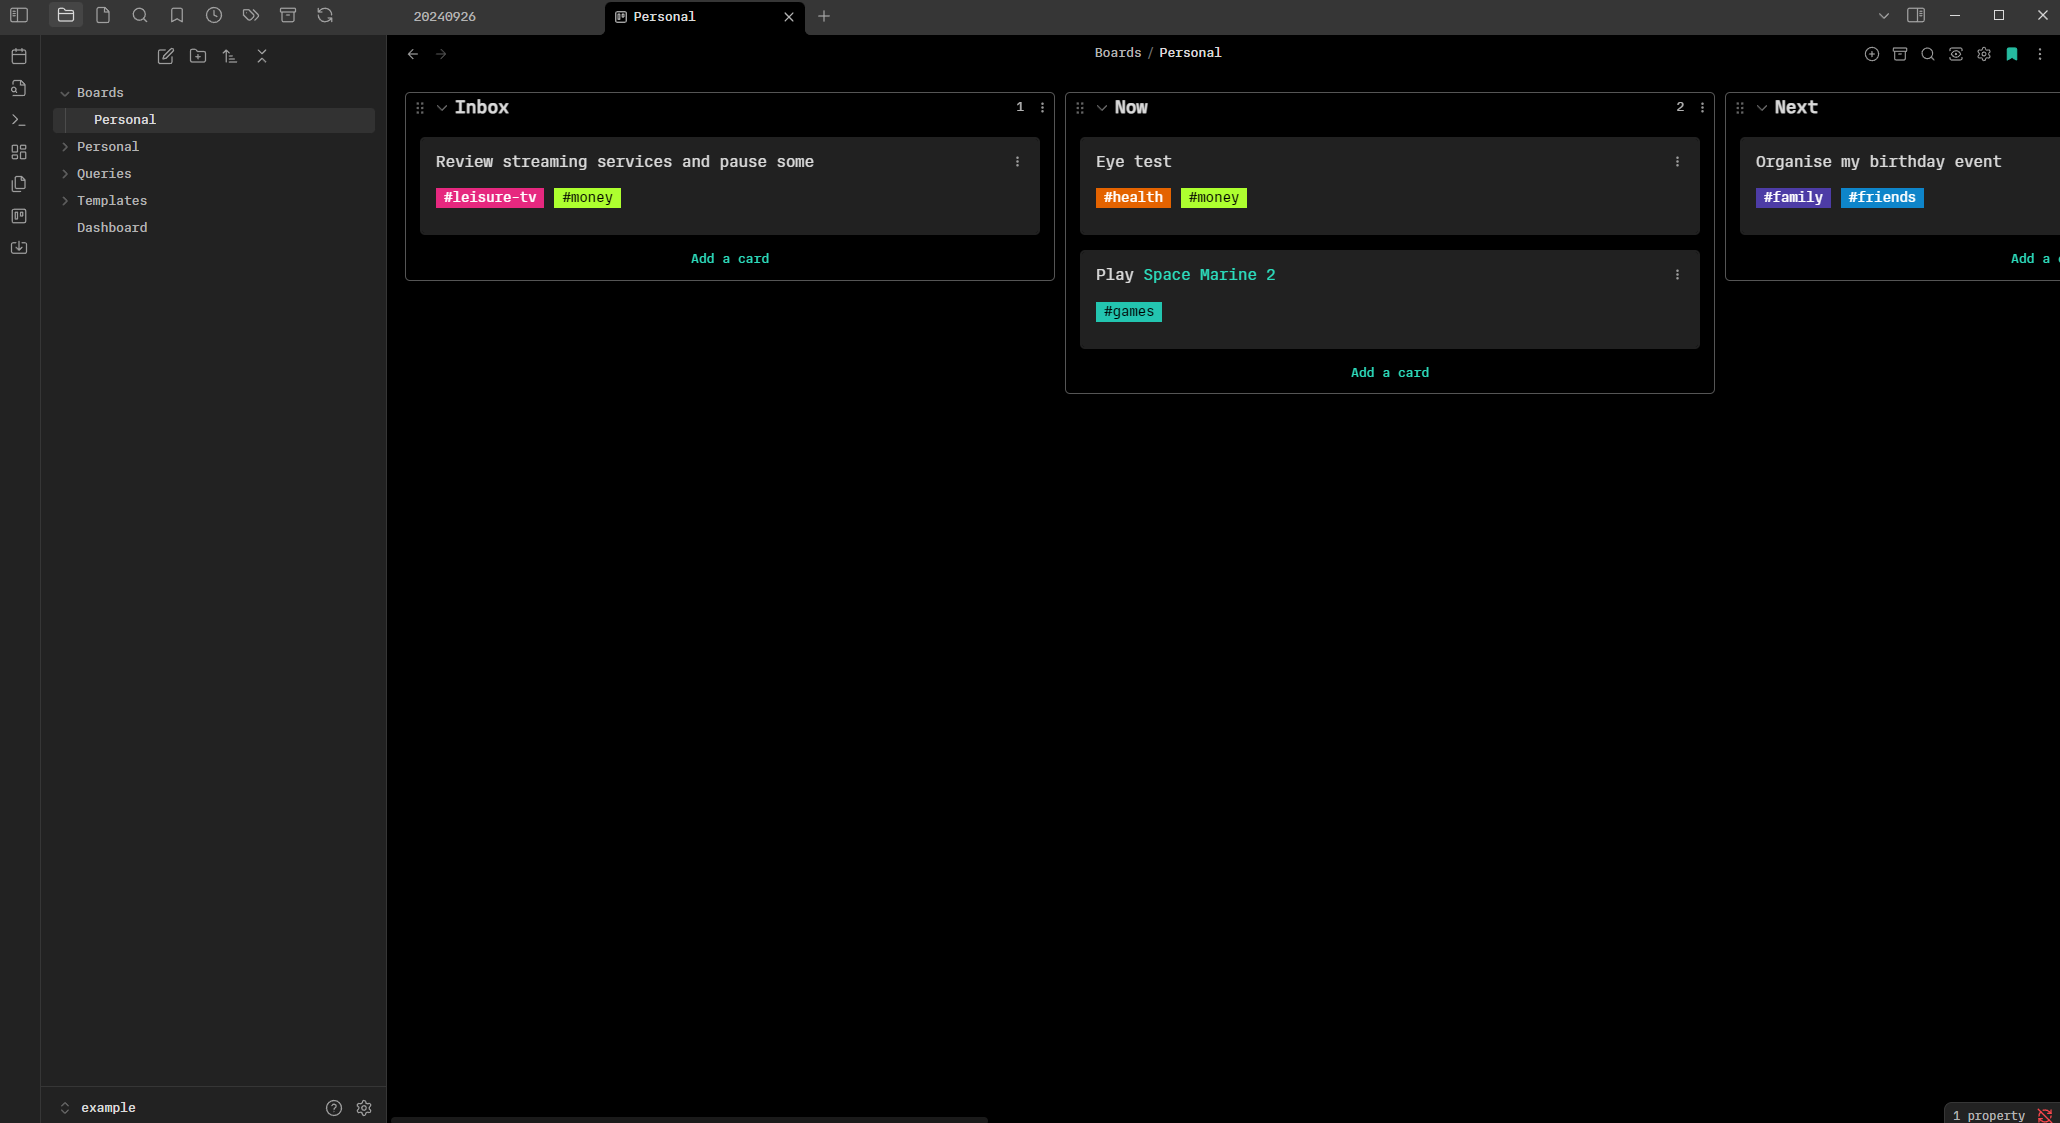 20240926
Personal
Boards
Personal
Personal
Queries
Templates
Dashboard
example
Boards / Personal
Inbox 1
Review streaming services and pause some
#leisure-tv #money
Add a card
Now 2
Eye test
#health #money
Play Space Marine 2
#games
Add a card
Next
Organise my birthday event
#family #friends
Add a
1 property